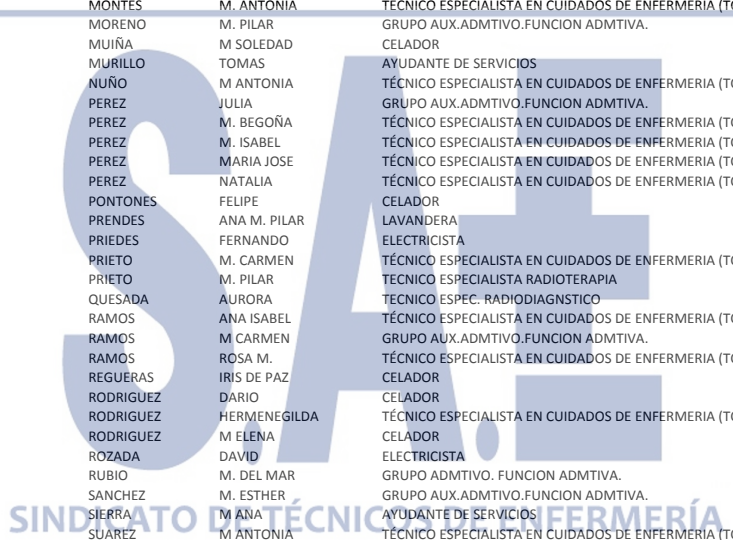 MONTES M. ANTONIA TÉCNICO ESPECIALISTA EN CUIDADOS DE ENFERMERIA (TC
MORENO M. PILAR GRUPO AUX.ADMTIVO.FUNCION ADMTIVA.
MUIÑA M SOLEDAD CELADOR
MURILLO TOMAS AYUDANTE DE SERVICIOS
NUÑO M ANTONIA TÉCNICO ESPECIALISTA EN CUIDADOS DE ENFERMERIA (TC
PEREZ JULIA GRUPO AUX.ADMTIVO.FUNCION ADMTIVA.
PEREZ M. BEGOÑA TÉCNICO ESPECIALISTA EN CUIDADOS DE ENFERMERIA (TC
PEREZ M. ISABEL TÉCNICO ESPECIALISTA EN CUIDADOS DE ENFERMERIA (TC
PEREZ MARIA JOSE TÉCNICO ESPECIALISTA EN CUIDADOS DE ENFERMERIA (TC
PEREZ NATALIA TÉCNICO ESPECIALISTA EN CUIDADOS DE ENFERMERIA (TC
PONTONES FELIPE CELADOR
PRENDES ANA M. PILAR LAVANDERA
PRIEDES FERNANDO ELECTRICISTA
PRIETO M. CARMEN TÉCNICO ESPECIALISTA EN CUIDADOS DE ENFERMERIA (TC
PRIETO M. PILAR TECNICO ESPECIALISTA RADIOTERAPIA
QUESADA AURORA TECNICO ESPEC. RADIODIAGNSTICO
RAMOS ANA ISABEL TÉCNICO ESPECIALISTA EN CUIDADOS DE ENFERMERIA (TC
RAMOS M CARMEN GRUPO AUX.ADMTIVO.FUNCION ADMTIVA.
RAMOS ROSA M. TÉCNICO ESPECIALISTA EN CUIDADOS DE ENFERMERIA (TC
REGUERAS IRIS DE PAZ CELADOR
RODRIGUEZ DARIO CELADOR
RODRIGUEZ HERMENEGILDA TÉCNICO ESPECIALISTA EN CUIDADOS DE ENFERMERIA (TC
RODRIGUEZ M ELENA CELADOR
ROZADA DAVID ELECTRICISTA
RUBIO M. DEL MAR GRUPO ADMTIVO. FUNCION ADMTIVA.
SANCHEZ M. ESTHER GRUPO AUX.ADMTIVO.FUNCION ADMTIVA.
SIERRA M ANA AYUDANTE DE SERVICIOS
SUAREZ M ANTONIA TÉCNICO ESPECIALISTA EN CUIDADOS DE ENFERMERIA (TC
S.A.E
SINDICATO DE TÉCNICOS DE ENFERMERÍA